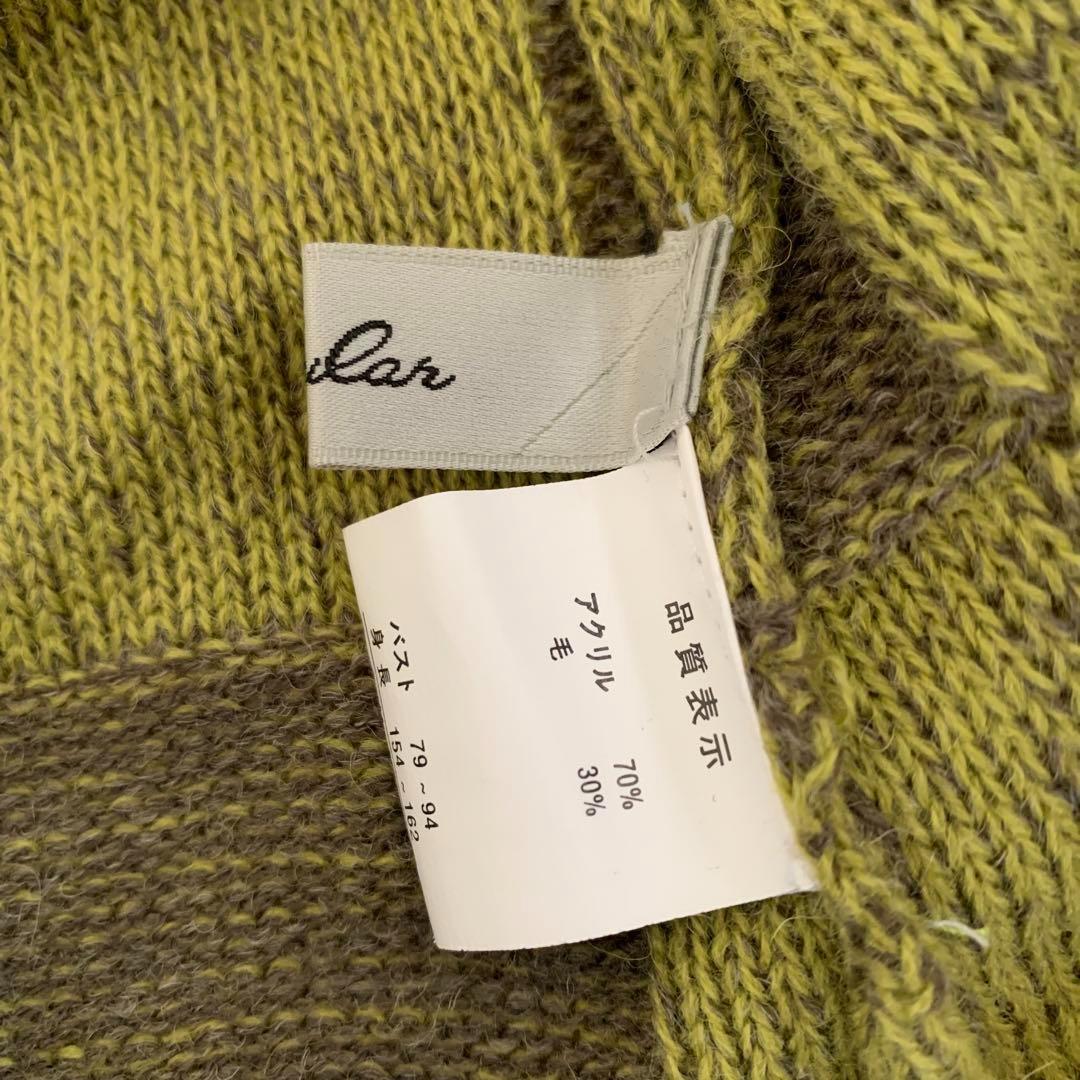 品質表示
アクリル 70%
毛 30%
バスト 79～94
身長 154～162